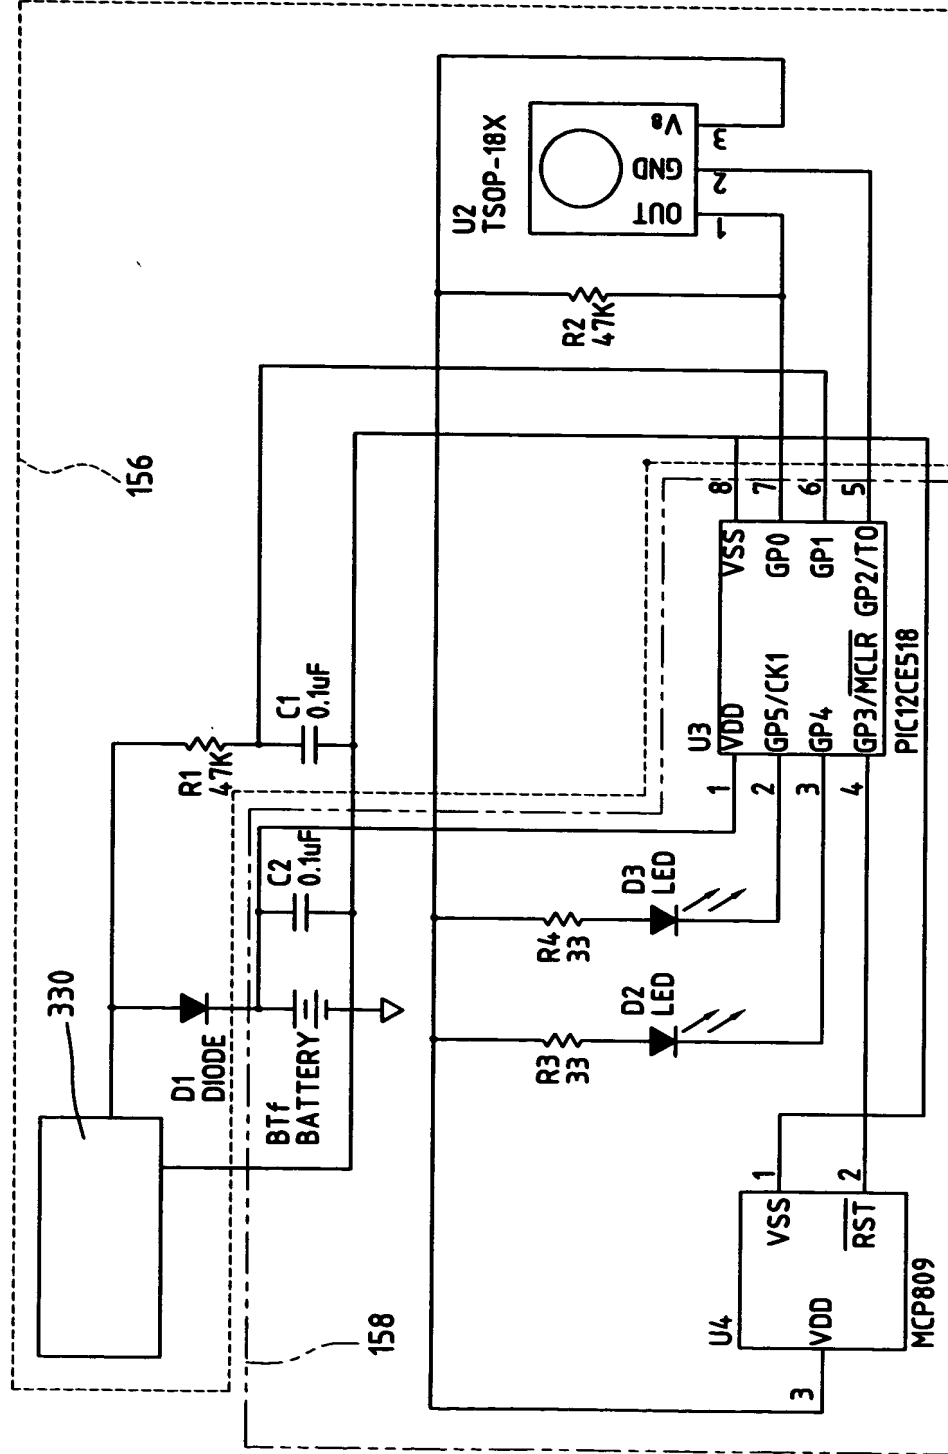 156
330
R1
47K
C1
0.1uF
D1
DIODE
C2
0.1uF
BTf
BATTERY
158
U2
TSOP-18X
OUT
GND
Vs
1
2
3
R2
47K
R3
33
R4
33
D2
LED
D3
LED
U3
VDD
GP5/CK1
GP4
GP3/MCLR
VSS
GP0
GP1
GP2/T0
1
2
3
4
8
7
6
5
PIC12CE518
U4
VDD
VSS
RST
1
2
3
MCP809